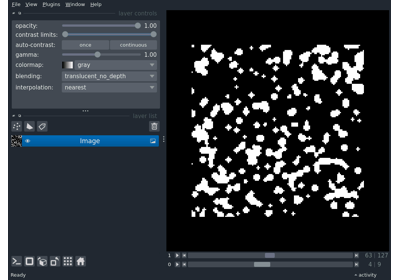 File View Plugins Window Help
layer controls
opacity: 1.00
contrast limits:
auto-contrast: once continuous
gamma: 1.00
colormap: gray
blending: translucent_no_depth
interpolation: nearest
layer list
Image
1 63 127
0 4 9
Ready activity